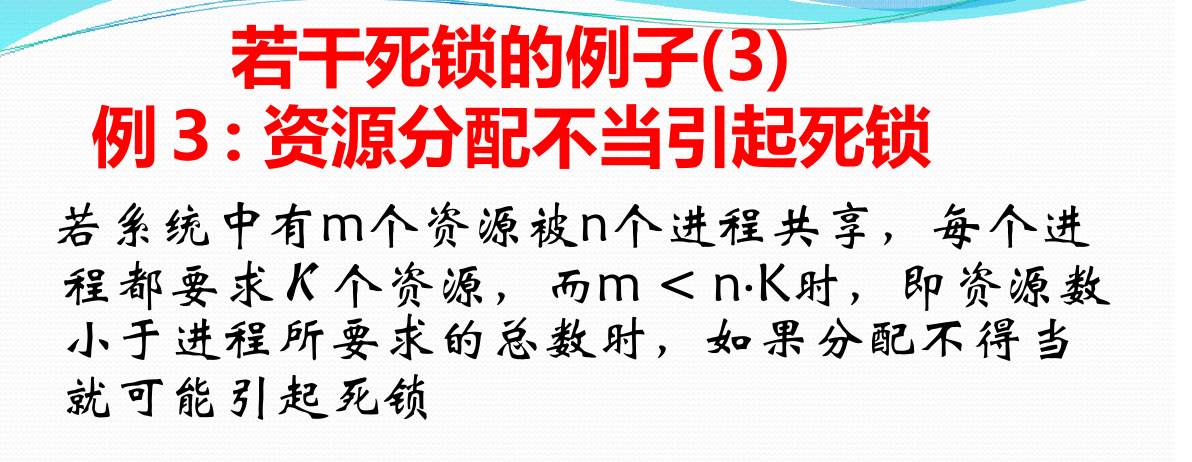 若干死锁的例子(3)
例3:资源分配不当引起死锁
若系统中有m个资源被n个进程共享，每个进
程都要求K个资源，而m < n·K时，即资源数
小于进程所要求的总数时，如果分配不得当
就可能引起死锁